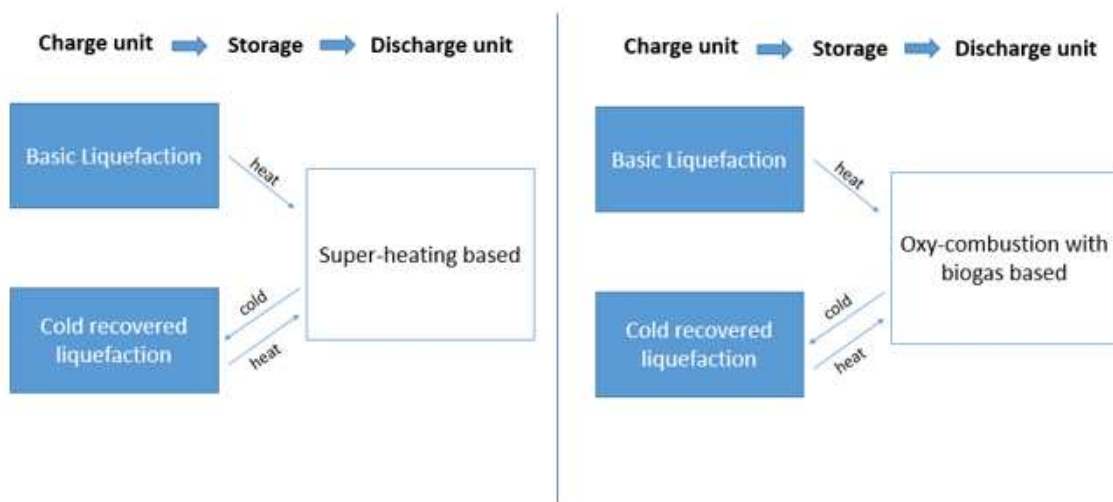 Charge unit Storage Discharge unit
Basic Liquefaction
heat
Super-heating based
cold
Cold recovered
liquefaction
heat
Charge unit Storage Discharge unit
Basic Liquefaction
heat
Oxy-combustion with
biogas based
cold
Cold recovered
liquefaction
heat